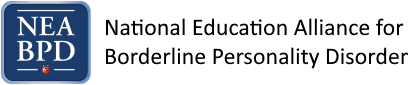 NEA
BPD
National Education Alliance for
Borderline Personality Disorder